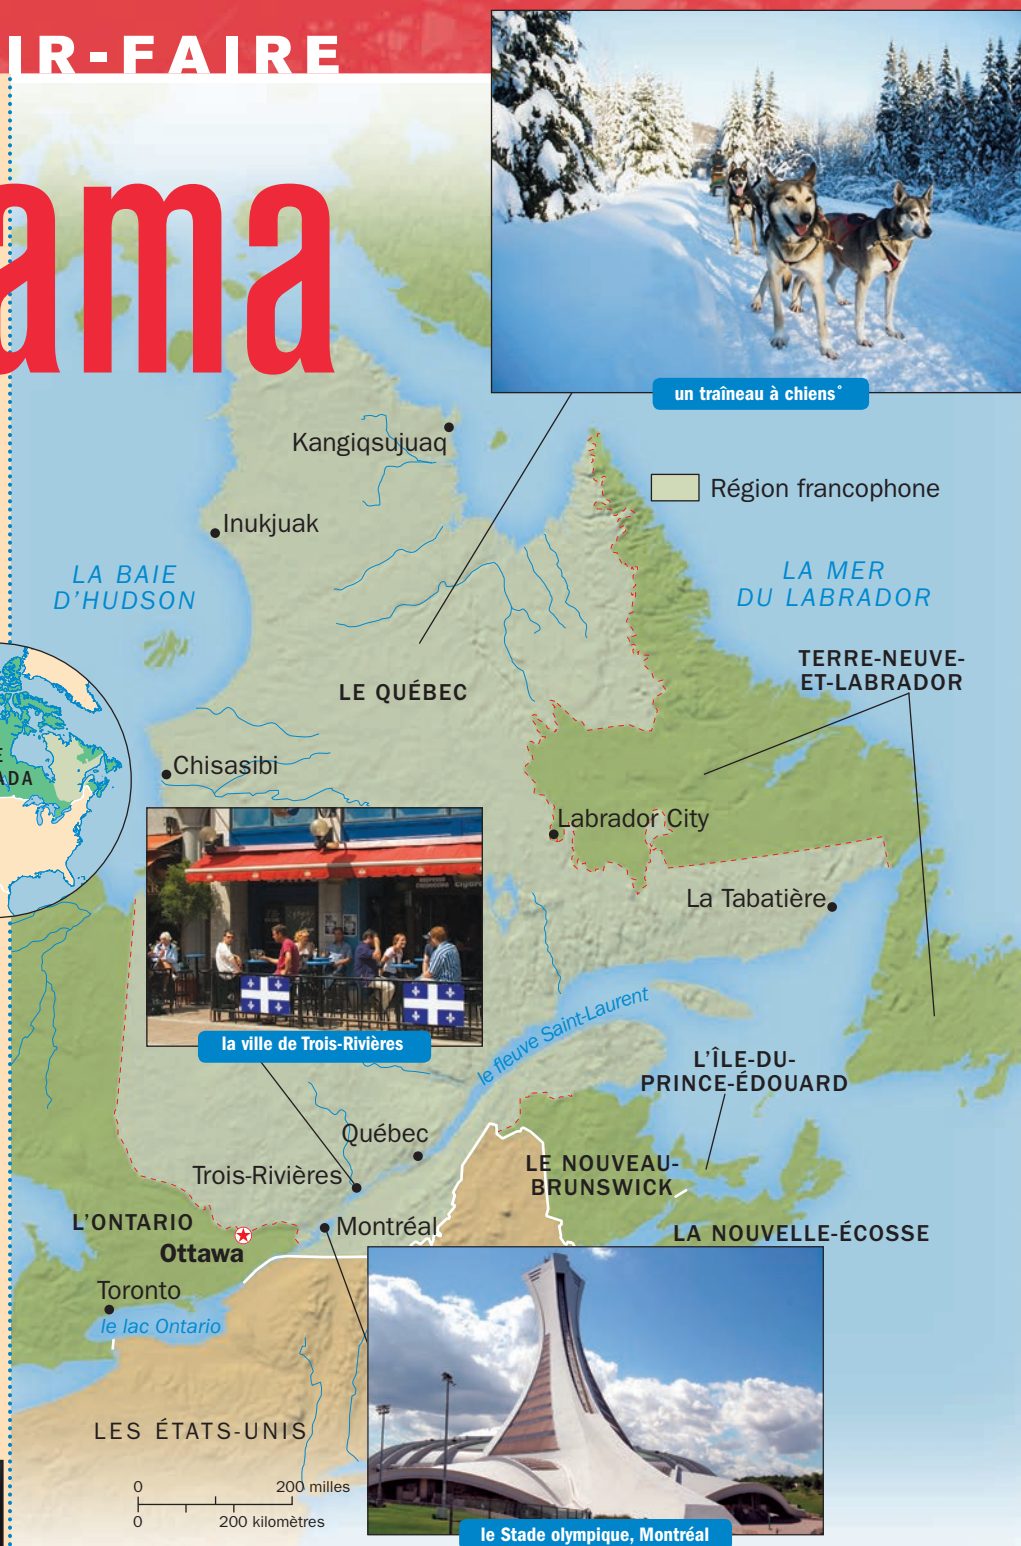 IR-FAIRE
ama
un traîneau à chiens°
Kangiqsujuaq
Région francophone
Inukjuak
LA BAIE
D'HUDSON
LA MER
DU LABRADOR
TERRE-NEUVE-
ET-LABRADOR
LE QUÉBEC
E
ADA
Chisasibi
Labrador City
La Tabatière
la ville de Trois-Rivières
le fleuve Saint-Laurent
L'ÎLE-DU-
PRINCE-ÉDOUARD
Québec
Trois-Rivières
LE NOUVEAU-
BRUNSWICK
L'ONTARIO
Montréal
LA NOUVELLE-ÉCOSSE
Ottawa
Toronto
le lac Ontario
LES ÉTATS-UNIS
0 200 milles
0 200 kilomètres
le Stade olympique, Montréal